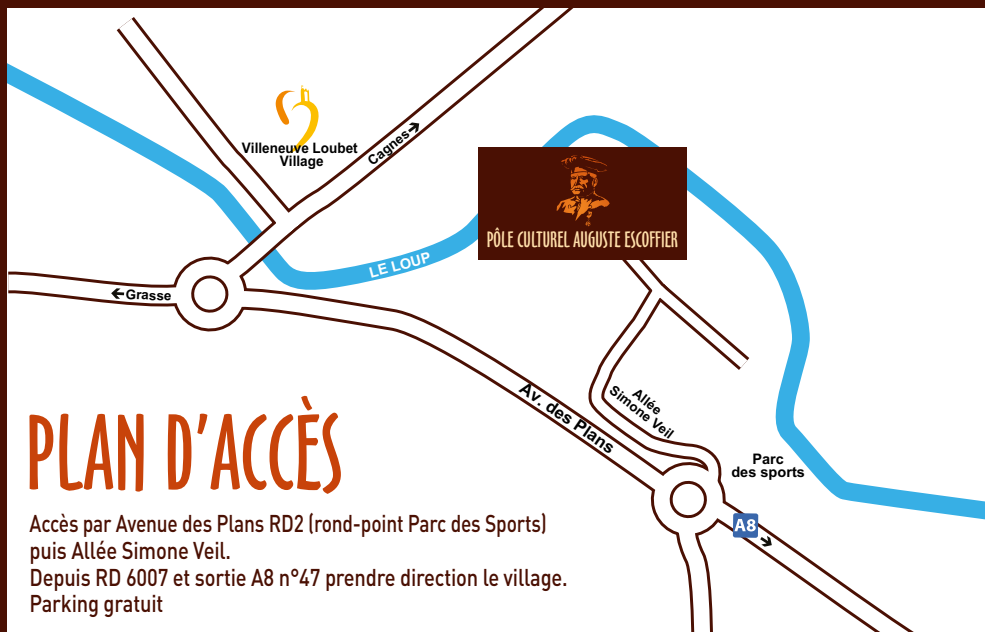 Villeneuve Loubet
Village
Cagnes→
PÔLE CULTUREL AUGUSTE ESCOFFIER
LE LOUP
←Grasse
Av. des Plans
Allée
Simone Veil
Parc
des sports
A8
→
PLAN D'ACCÈS
Accès par Avenue des Plans RD2 (rond-point Parc des Sports)
puis Allée Simone Veil.
Depuis RD 6007 et sortie A8 n°47 prendre direction le village.
Parking gratuit